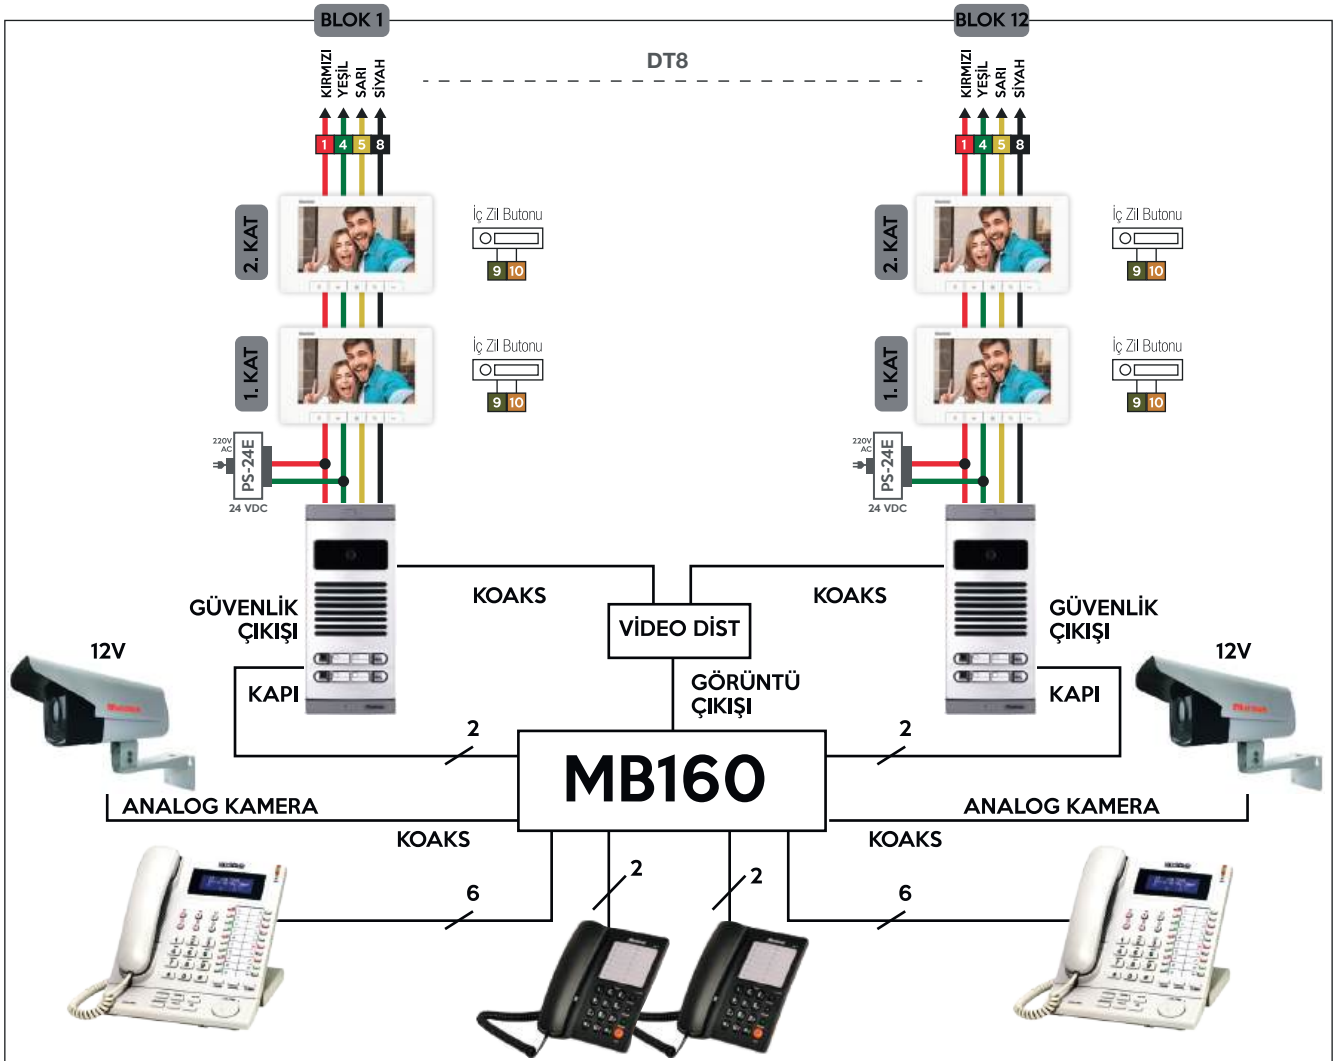 BLOK 1
BLOK 12
DT8
KIRMIZI
YEŞİL
SARI
SİYAH
KIRMIZI
YEŞİL
SARI
SİYAH
1 4 5 8
1 4 5 8
2. KAT
İç Zil Butonu
9 10
2. KAT
İç Zil Butonu
9 10
1. KAT
İç Zil Butonu
9 10
1. KAT
İç Zil Butonu
9 10
220V
AC
PS-24E
24 VDC
220V
AC
PS-24E
24 VDC
KOAKS
KOAKS
GÜVENLİK
ÇIKIŞI
VİDEO DİST
GÜVENLİK
ÇIKIŞI
12V
12V
KAPI
GÖRÜNTÜ
ÇIKIŞI
KAPI
2
2
MB160
ANALOG KAMERA
ANALOG KAMERA
KOAKS
KOAKS
2
2
6
6